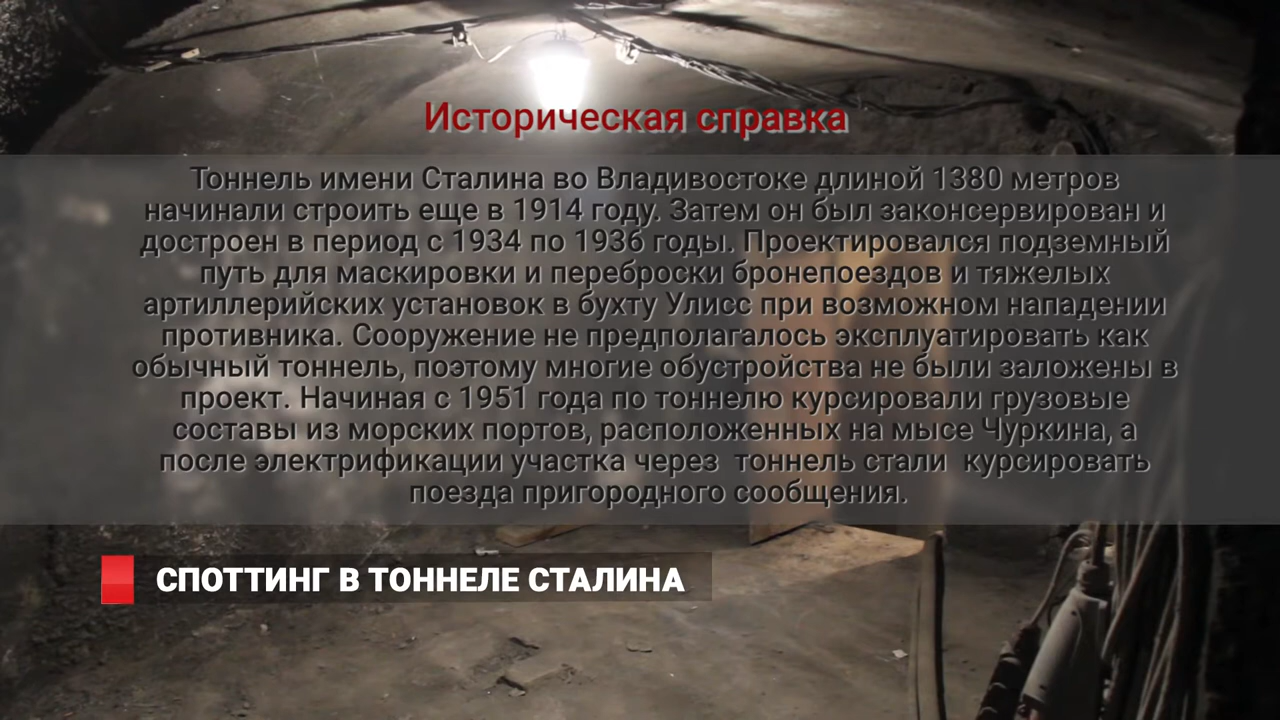 Историческая справка
Тоннель имени Сталина во Владивостоке длиной 1380 метров
начинали строить еще в 1914 году. Затем он был законсервирован и
достроен в период с 1934 по 1936 годы. Проектировался подземный
путь для маскировки и переброски бронепоездов и тяжелых
артиллерийских установок в бухту Улисс при возможном нападении
противника. Сооружение не предполагалось эксплуатировать как
обычный тоннель, поэтому многие обустройства не были заложены в
проект. Начиная с 1951 года по тоннелю курсировали грузовые
составы из морских портов, расположенных на мысе Чуркина, а
после электрификации участка через  тоннель стали  курсировать
поезда пригородного сообщения.
СПОТТИНГ В ТОННЕЛЕ СТАЛИНА